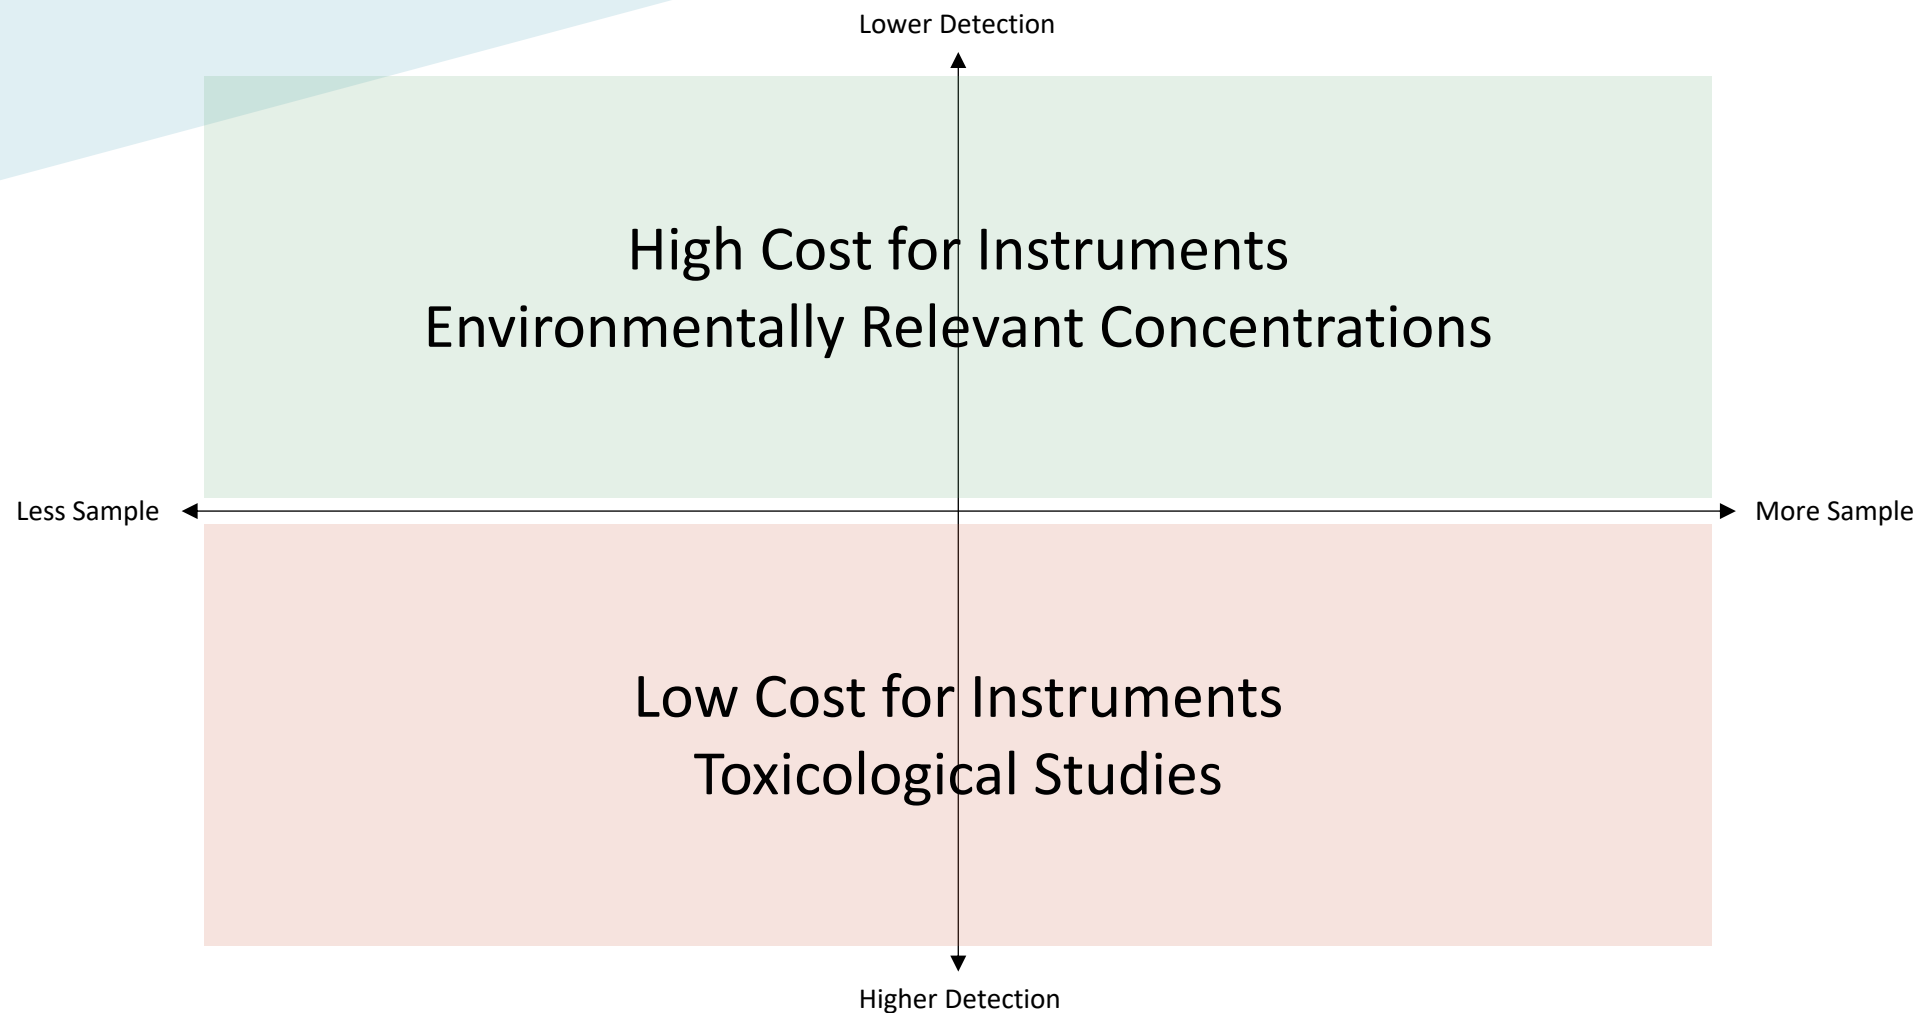 Lower Detection
High Cost for Instruments
Environmentally Relevant Concentrations
Less Sample
More Sample
Low Cost for Instruments
Toxicological Studies
Higher Detection